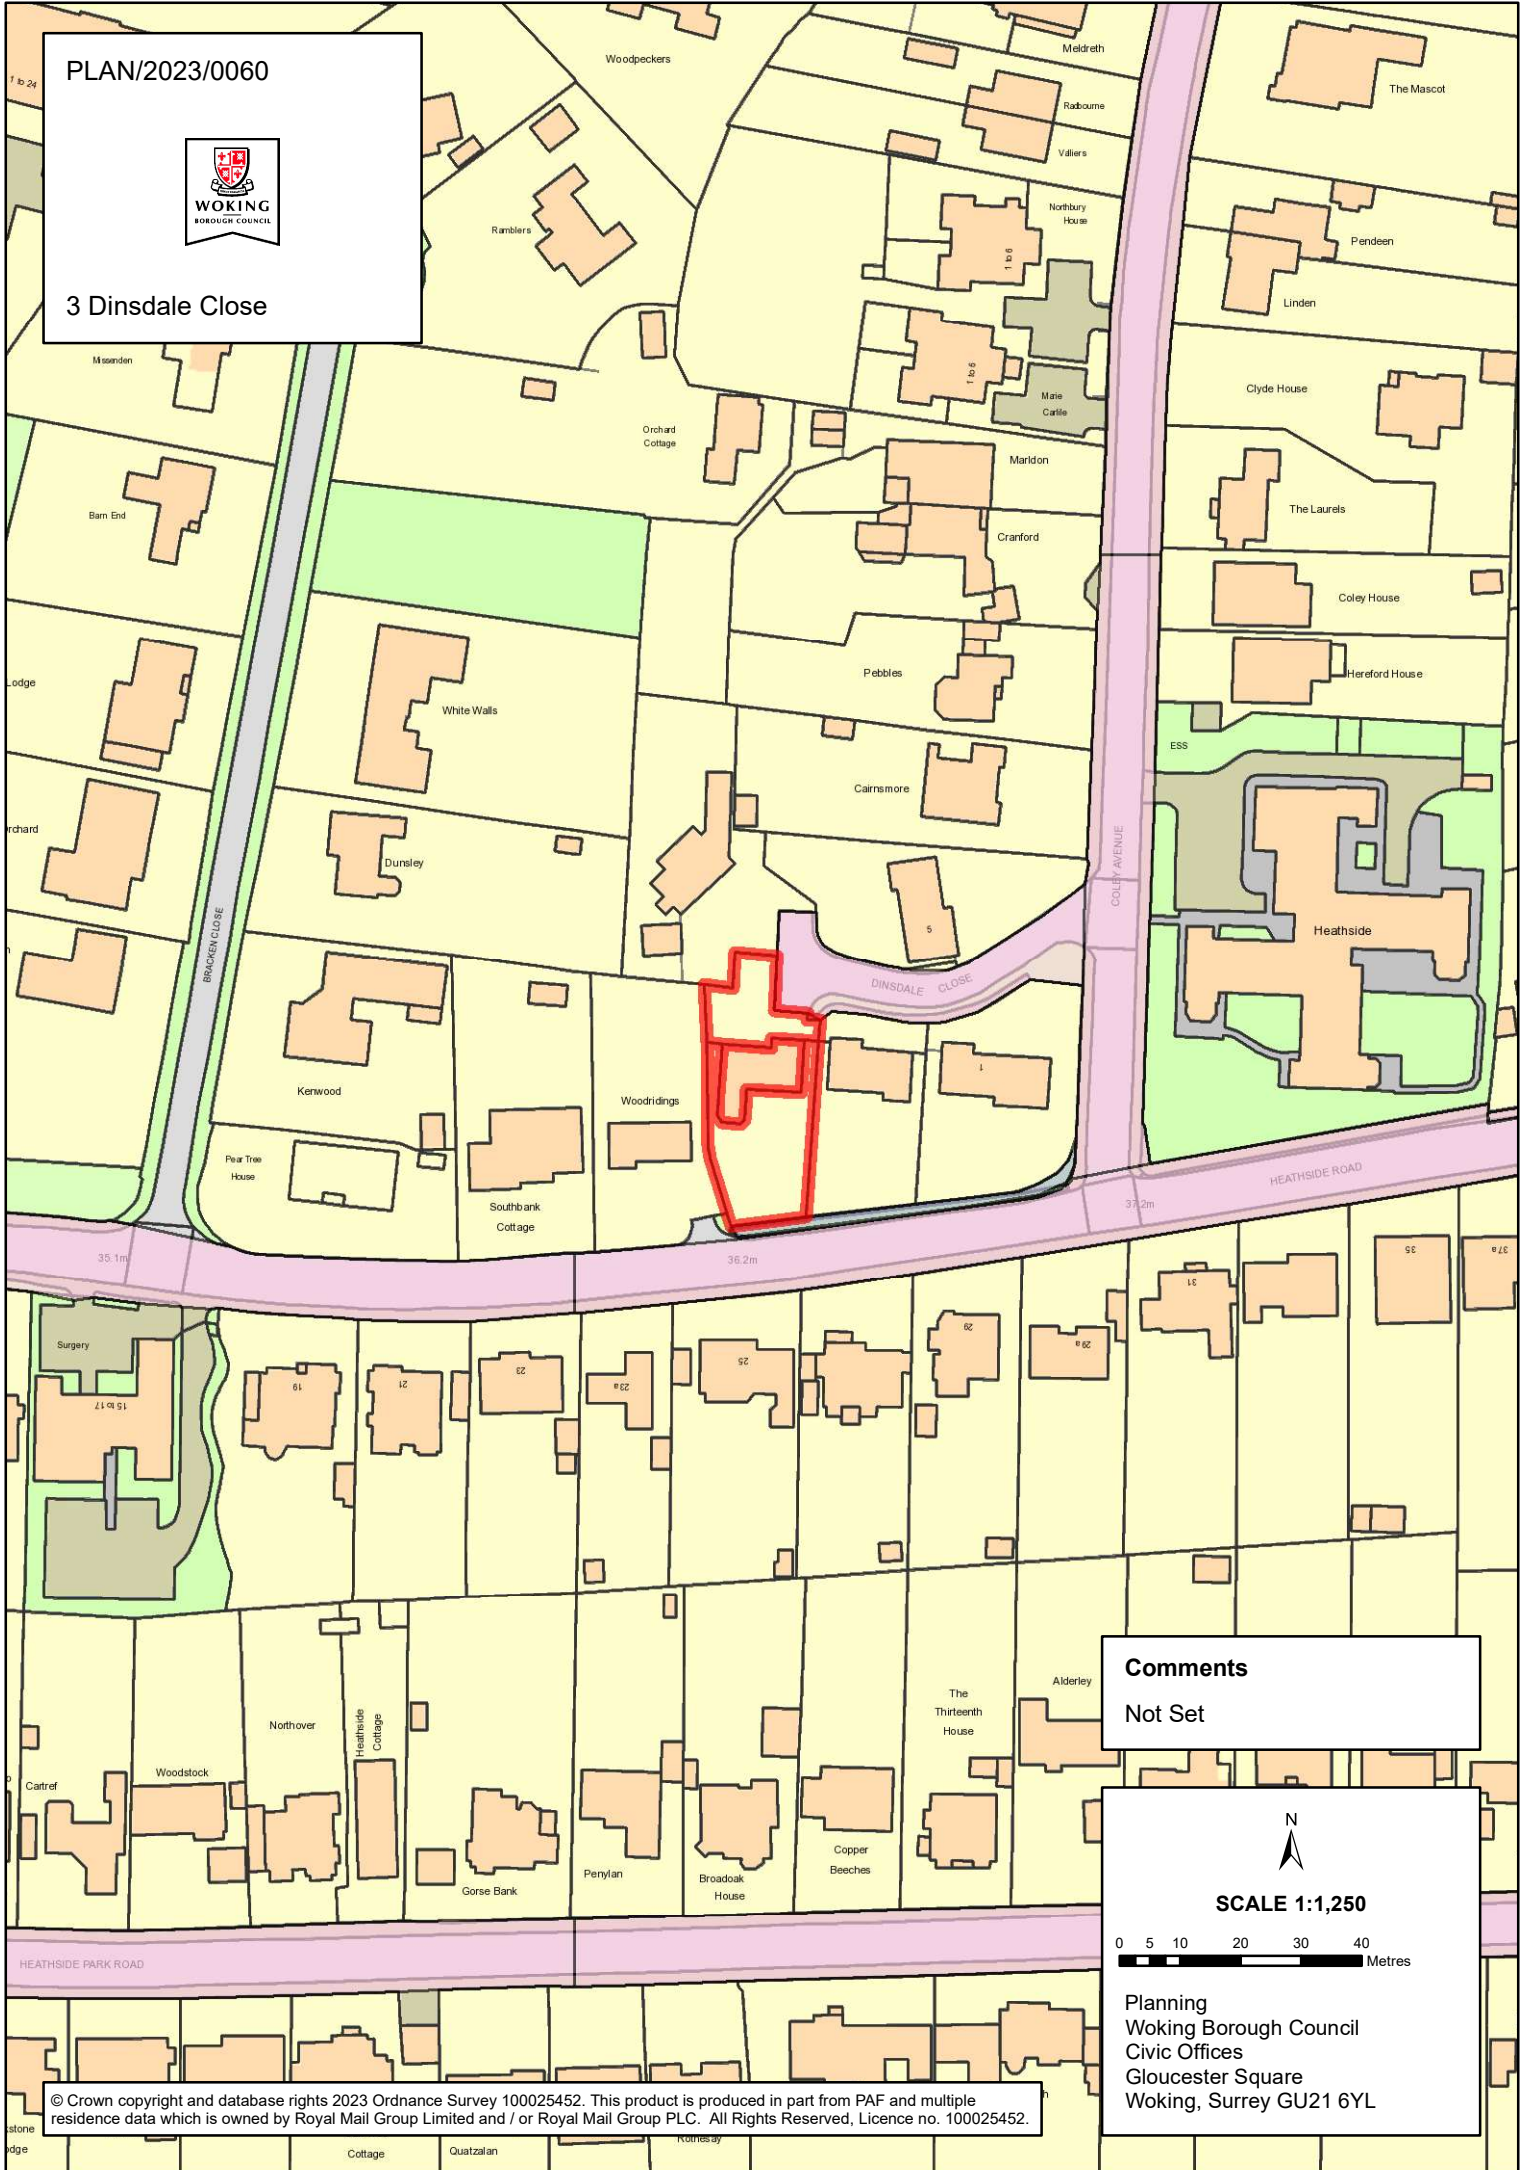 PLAN/2023/0060
WOKING
BOROUGH COUNCIL
3 Dinsdale Close
1 to 24
Woodpeckers
Meldreth
The Mascot
Radbourne
Valliers
Ramblers
Northbury
House
1 to 6
Pendeen
Linden
Missenden
Clyde House
1 to 6
Marie
Carlile
Orchard
Cottage
Marldon
Barn End
The Laurels
Cranford
Coley House
Lodge
Pebbles
Hereford House
White Walls
ESS
Cairnsmore
rchard
Dunsley
COLEY AVENUE
BRACKEN CLOSE
5
Heathside
DINSDALE CLOSE
Kenwood
1
Woodridings
Pear Tree
House
HEATHSIDE ROAD
Southbank
Cottage
37.2m
35.1m
36.2m
35
37a
31
Surgery
29
29a
25
23
23a
21
19
15 to 17
Comments
Not Set
Alderley
The
Thirteenth
House
Northover
Heathside
Cottage
Woodstock
Cartref
Copper
Beeches
Penylan
Broadoak
House
Gorse Bank
N
SCALE 1:1,250
0 5 10 20 30 40
Metres
HEATHSIDE PARK ROAD
Planning
Woking Borough Council
Civic Offices
Gloucester Square
Woking, Surrey GU21 6YL
© Crown copyright and database rights 2023 Ordnance Survey 100025452. This product is produced in part from PAF and multiple
residence data which is owned by Royal Mail Group Limited and / or Royal Mail Group PLC. All Rights Reserved, Licence no. 100025452.
Rothesay
Cottage
Quatzalan